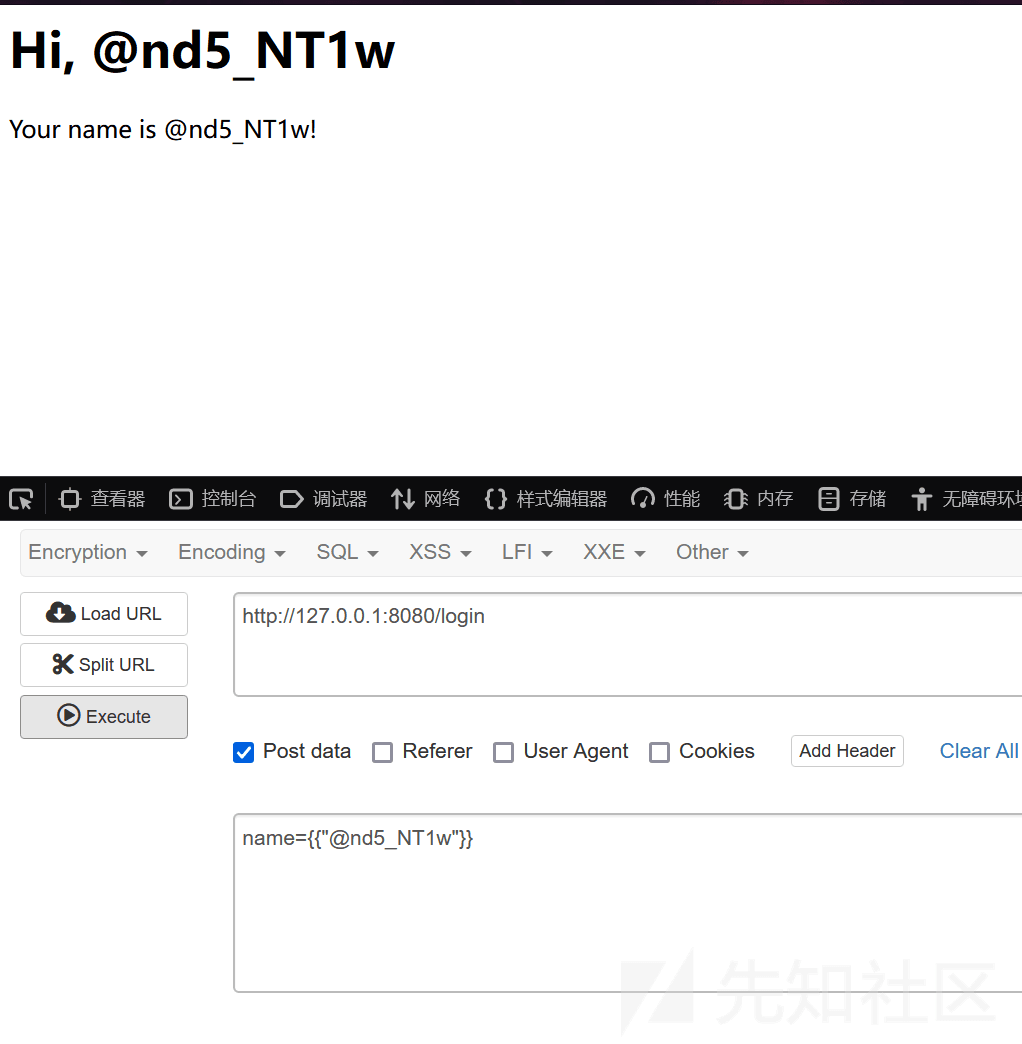 Hi, @nd5_NT1w
Your name is @nd5_NT1w!
查看器 控制台 调试器 网络 样式编辑器 性能 内存 存储 无障碍环
Encryption Encoding SQL XSS LFI XXE Other
Load URL
http://127.0.0.1:8080/login
Split URL
Execute
Post data Referer User Agent Cookies Add Header Clear All
name={{"@nd5_NT1w"}}
先知社区